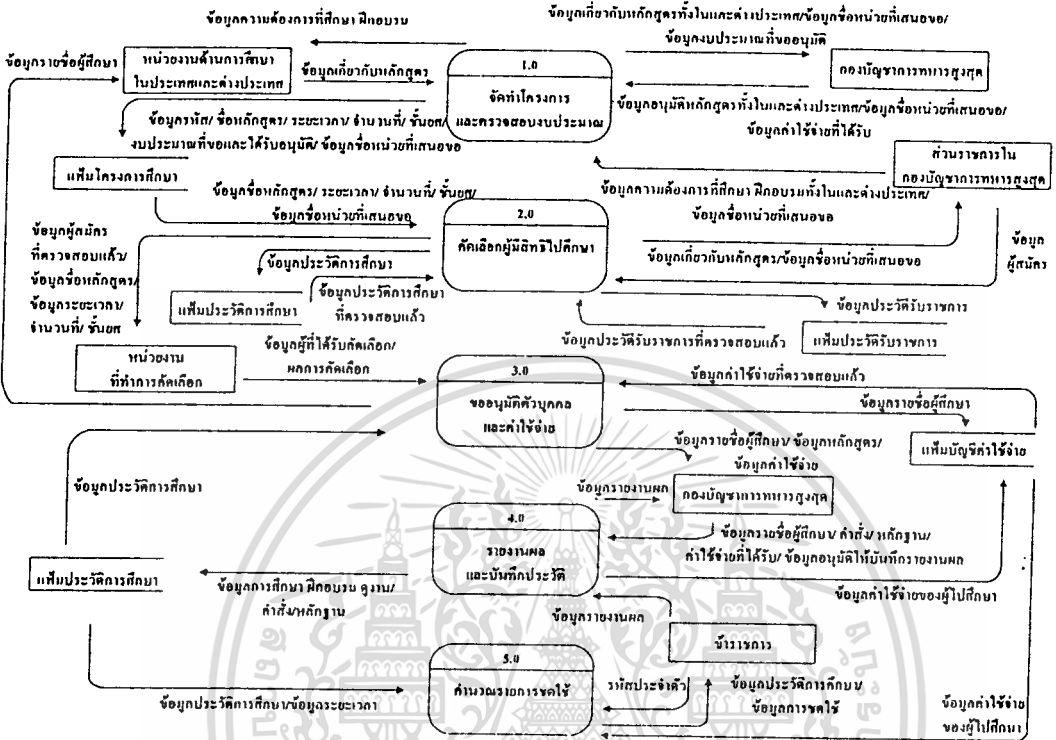 ข้อมูลความต้องการที่ศึกษา ฝึกอบรม
ข้อมูลเกี่ยวกับหลักสูตรทั้งในและต่างประเทศ/ข้อมูลชื่อหน่วยที่เสนอขอ/
ข้อมูลงบประมาณที่ขออนุมัติ
ข้อมูลรายชื่อผู้ศึกษา
หน่วยงานด้านการศึกษา
ในประเทศและต่างประเทศ
ข้อมูลเกี่ยวกับหลักสูตร
1.0
จัดทำโครงการ
และตรวจสอบงบประมาณ
กองบัญชาการทหารสูงสุด
ข้อมูลอนุมัติหลักสูตรทั้งในและต่างประเทศ/ข้อมูลชื่อหน่วยที่เสนอขอ/
ข้อมูลค่าใช้จ่ายที่ได้รับ
ข้อมูลรหัส/ ชื่อหลักสูตร/ ระยะเวลา/ จำนวนที่/ ชั้นยศ/
งบประมาณที่ขอและได้รับอนุมัติ/ ข้อมูลชื่อหน่วยที่เสนอขอ
ส่วนราชการใน
กองบัญชาการทหารสูงสุด
แฟ้มโครงการศึกษา
ข้อมูลชื่อหลักสูตร/ ระยะเวลา/ จำนวนที่/ ชั้นยศ/
ข้อมูลชื่อหน่วยที่เสนอขอ
ข้อมูลความต้องการที่ศึกษา ฝึกอบรมทั้งในและต่างประเทศ/
ข้อมูลชื่อหน่วยที่เสนอขอ
2.0
คัดเลือกผู้มีสิทธิไปศึกษา
ข้อมูลผู้สมัคร
ที่ตรวจสอบแล้ว/
ข้อมูลชื่อหลักสูตร/
ข้อมูลระยะเวลา/
จำนวนที่/ ชั้นยศ
ข้อมูลประวัติการศึกษา
ข้อมูลเกี่ยวกับหลักสูตร/ข้อมูลชื่อหน่วยที่เสนอขอ
ข้อมูล
ผู้สมัคร
แฟ้มประวัติการศึกษา
ข้อมูลประวัติการศึกษา
ที่ตรวจสอบแล้ว
ข้อมูลประวัติรับราชการ
ข้อมูลประวัติรับราชการที่ตรวจสอบแล้ว
แฟ้มประวัติรับราชการ
หน่วยงาน
ที่ทำการคัดเลือก
ข้อมูลผู้ที่ได้รับคัดเลือก/
ผลการคัดเลือก
3.0
ขออนุมัติตัวบุคคล
และค่าใช้จ่าย
ข้อมูลค่าใช้จ่ายที่ตรวจสอบแล้ว
ข้อมูลรายชื่อผู้ศึกษา
แฟ้มบัญชีค่าใช้จ่าย
ข้อมูลรายชื่อผู้ศึกษา/ ข้อมูลหลักสูตร/
ข้อมูลค่าใช้จ่าย
ข้อมูลประวัติการศึกษา
ข้อมูลรายงานผล
กองบัญชาการทหารสูงสุด
4.0
รายงานผล
และบันทึกประวัติ
ข้อมูลรายชื่อผู้ศึกษา/ คำสั่ง/ หลักฐาน/
ค่าใช้จ่ายที่ได้รับ/ ข้อมูลอนุมัติให้บันทึกรายงานผล
แฟ้มประวัติการศึกษา
ข้อมูลการศึกษา ฝึกอบรม ดูงาน/
คำสั่ง/หลักฐาน
ข้อมูลค่าใช้จ่ายของผู้ไปศึกษา
ข้อมูลรายงานผล
ข้าราชการ
5.0
คำนวณรายการชดใช้
รหัสประจำตัว
ข้อมูลประวัติการศึกษา/
ข้อมูลการชดใช้
ข้อมูลประวัติการศึกษา/ข้อมูลระยะเวลา
ข้อมูลค่าใช้จ่าย
ของผู้ไปศึกษา